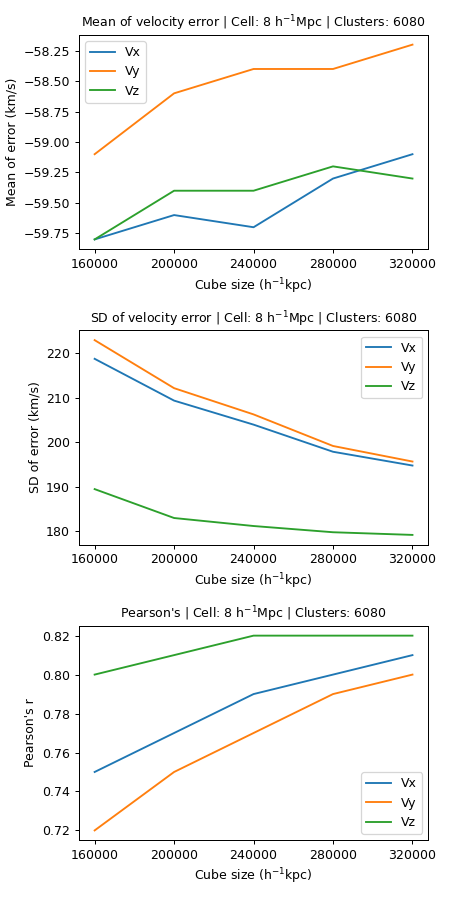 Mean of velocity error | Cell: 8 h⁻¹Mpc | Clusters: 6080
Vx
Vy
Vz
Mean of error (km/s)
−58.25
−58.50
−58.75
−59.00
−59.25
−59.50
−59.75
160000 200000 240000 280000 320000
Cube size (h⁻¹kpc)
SD of velocity error | Cell: 8 h⁻¹Mpc | Clusters: 6080
Vx
Vy
Vz
SD of error (km/s)
220
210
200
190
180
160000 200000 240000 280000 320000
Cube size (h⁻¹kpc)
Pearson's | Cell: 8 h⁻¹Mpc | Clusters: 6080
Pearson's r
0.82
0.80
0.78
0.76
0.74
0.72
Vx
Vy
Vz
160000 200000 240000 280000 320000
Cube size (h⁻¹kpc)